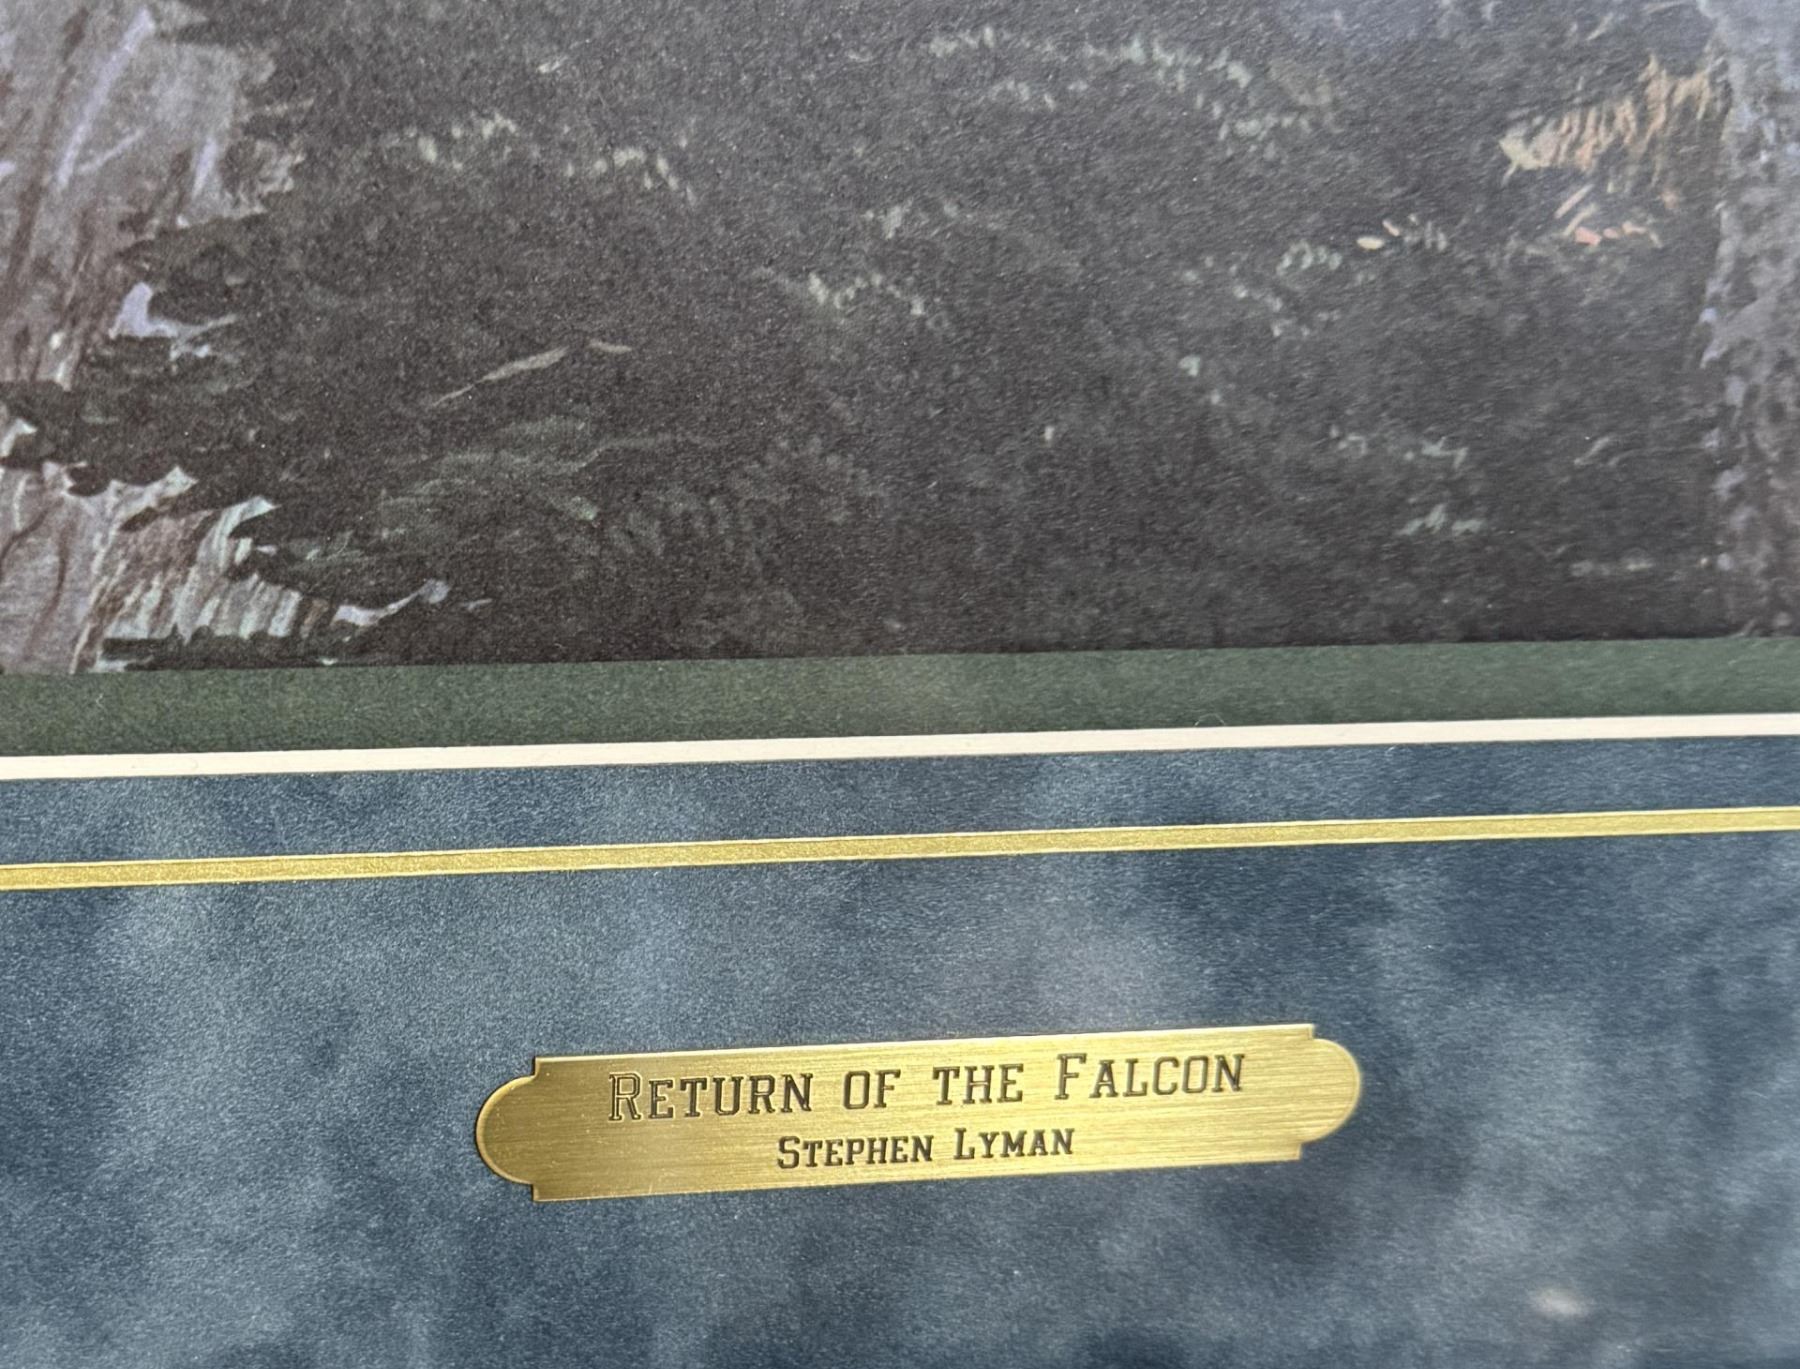 Return of the Falcon
Stephen Lyman